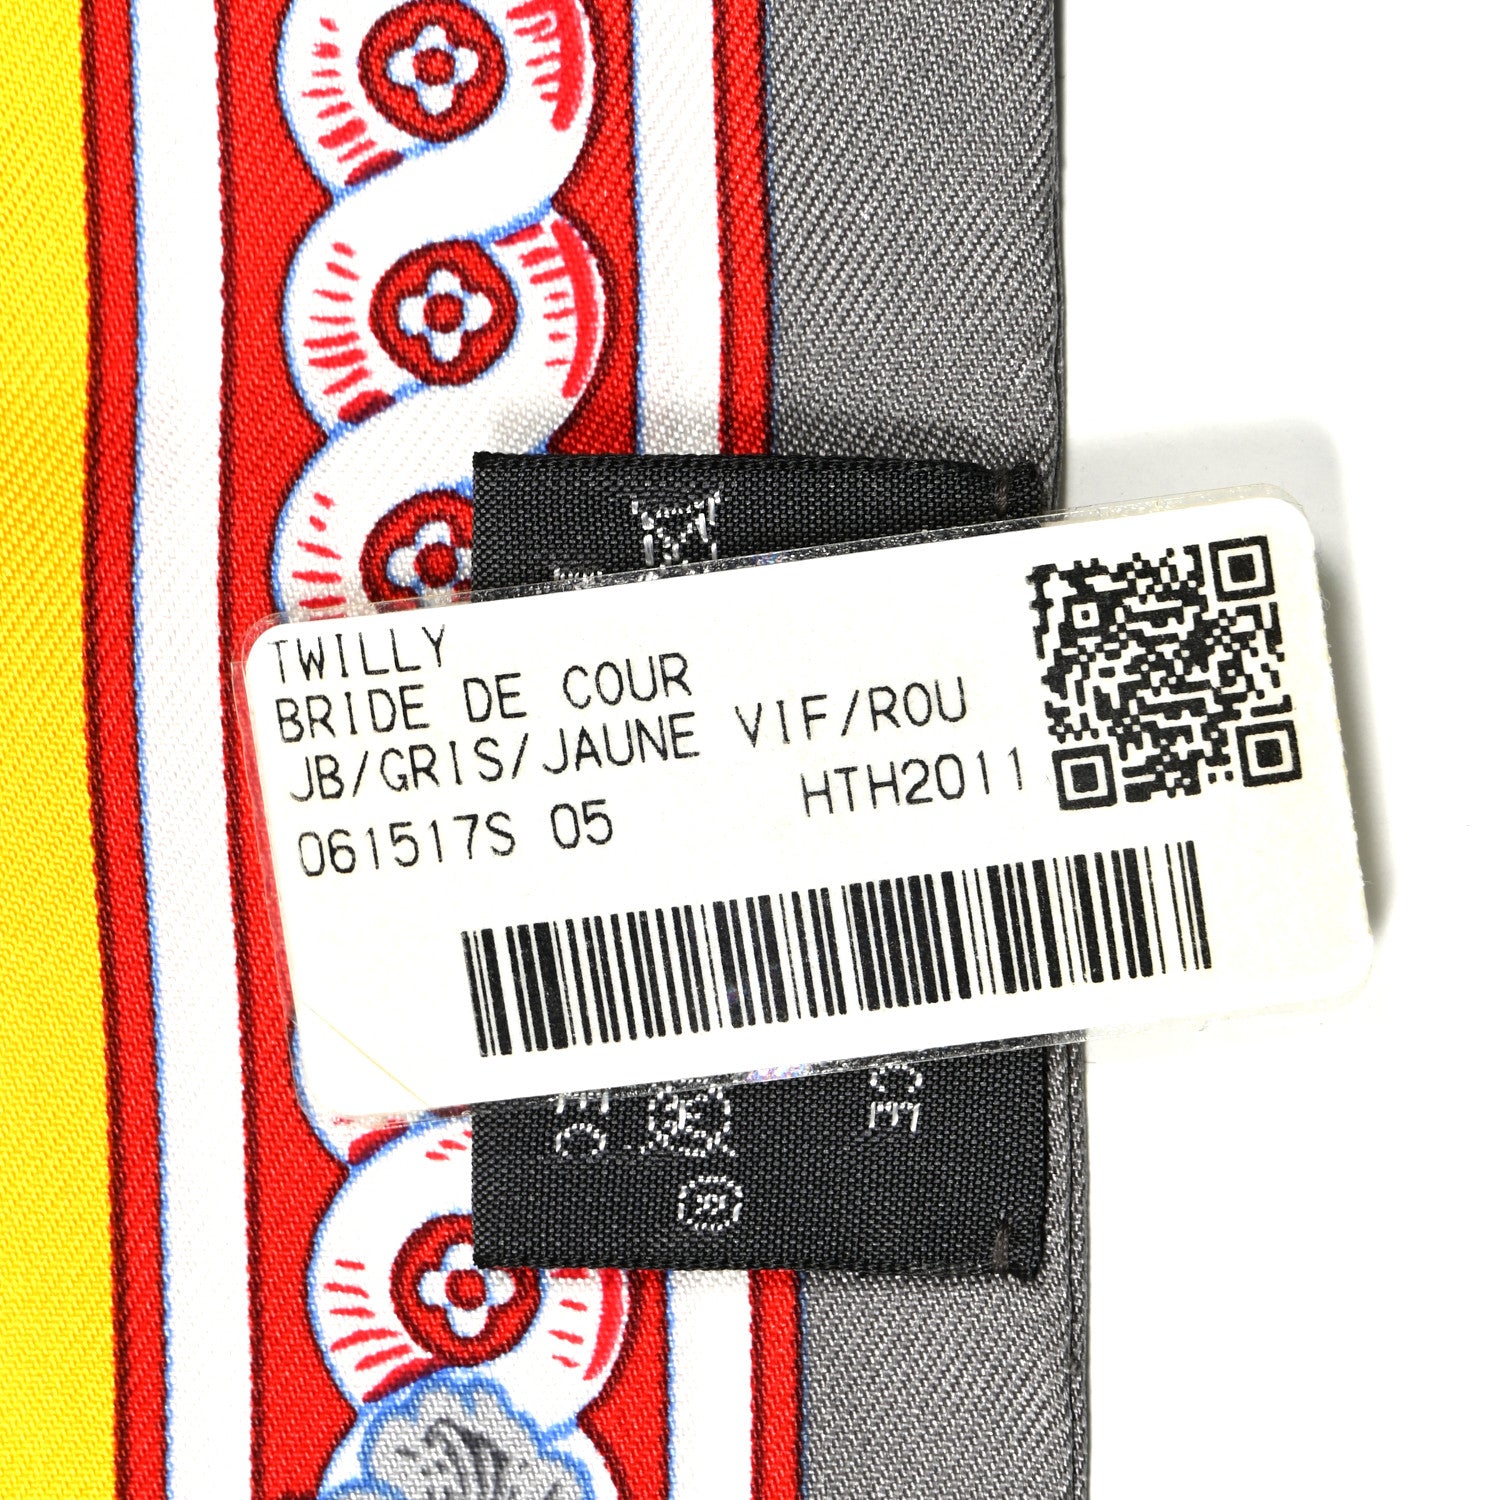 TWILLY
BRIDE DE COUR
JB/GRIS/JAUNE VIF/ROU
HTH2011
061517S 05